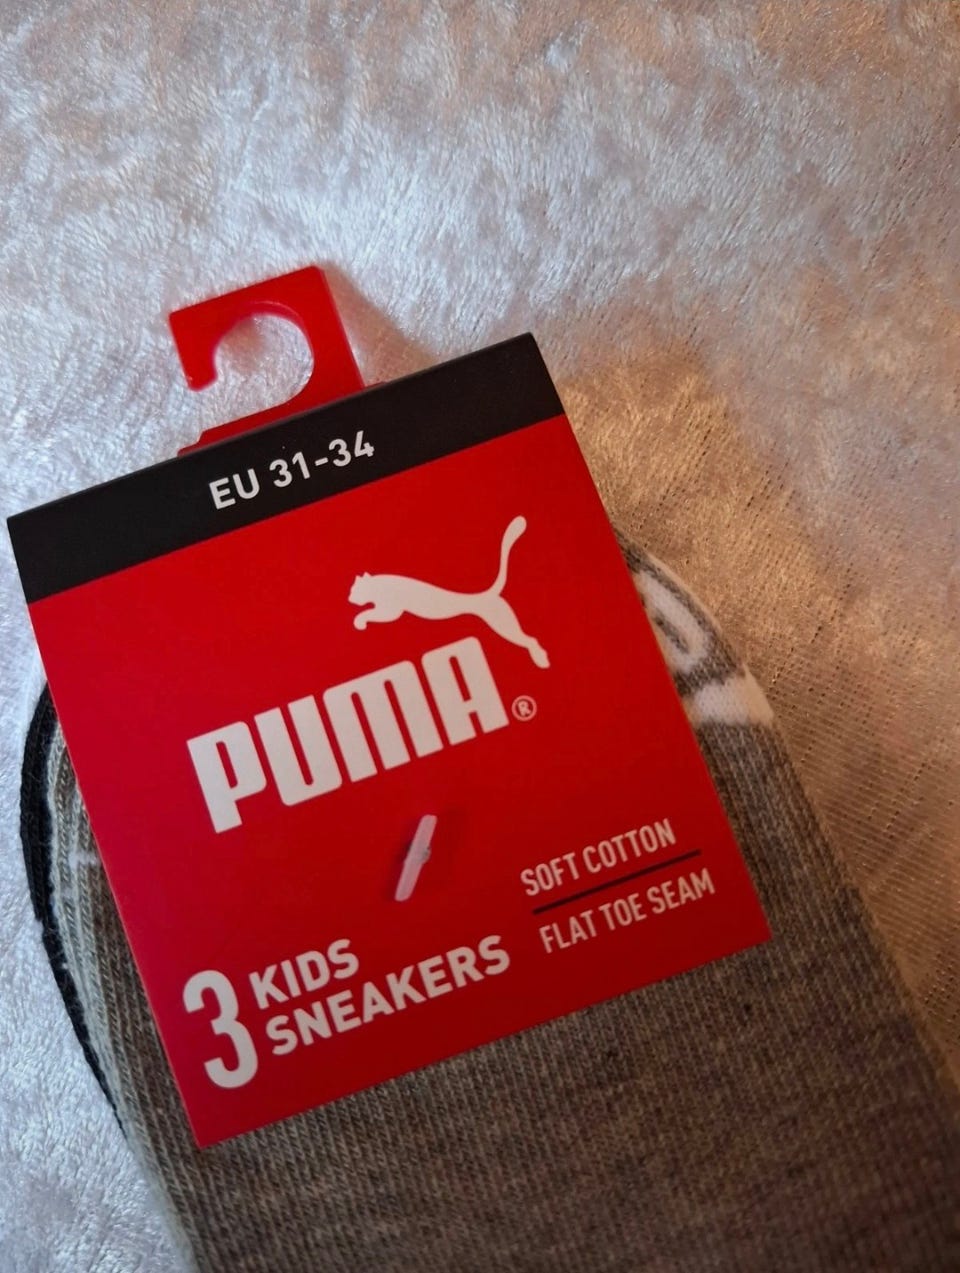 EU 31-34
PUMA®
SOFT COTTON
FLAT TOE SEAM
3 KIDS
SNEAKERS